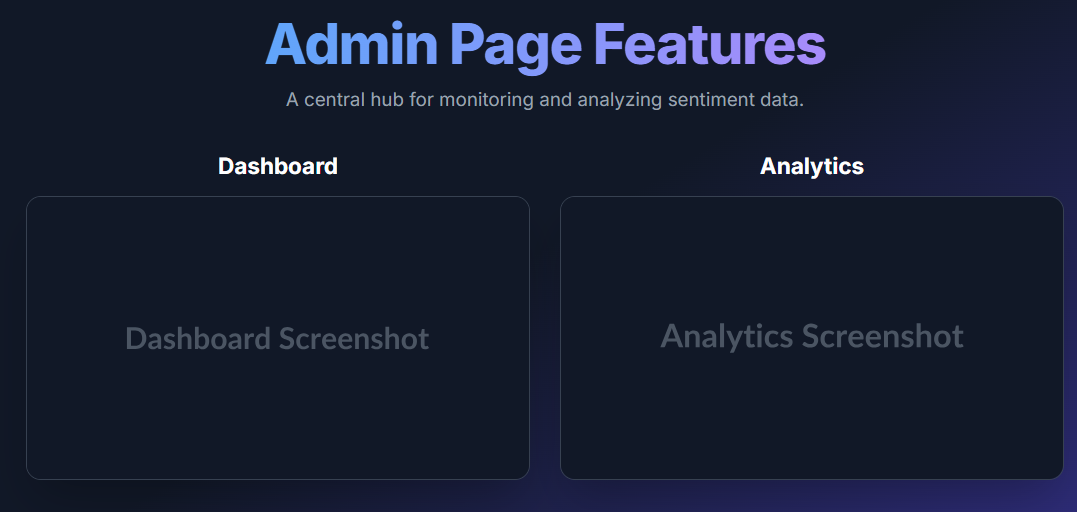 Admin Page Features
A central hub for monitoring and analyzing sentiment data.
Dashboard
Analytics
Dashboard Screenshot
Analytics Screenshot